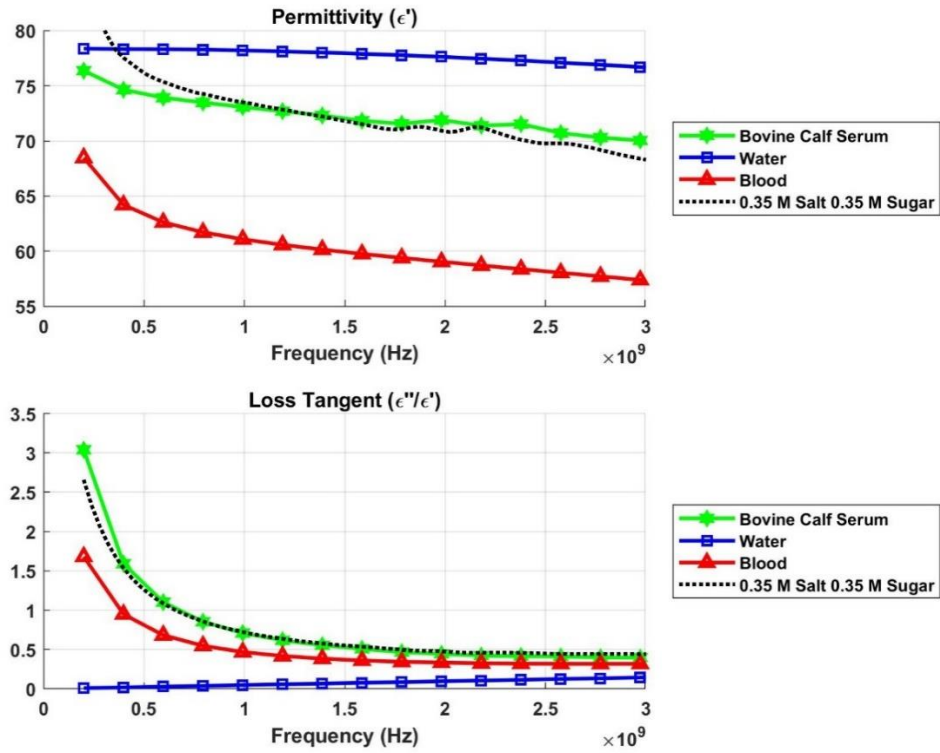 Permittivity (ϵ')
80
75
70
65
60
55
0 0.5 1 1.5 2 2.5 3
Frequency (Hz)
×10⁹
Bovine Calf Serum
Water
Blood
0.35 M Salt 0.35 M Sugar
Loss Tangent (ϵ''/ϵ')
3.5
3
2.5
2
1.5
1
0.5
0
0 0.5 1 1.5 2 2.5 3
Frequency (Hz)
×10⁹
Bovine Calf Serum
Water
Blood
0.35 M Salt 0.35 M Sugar